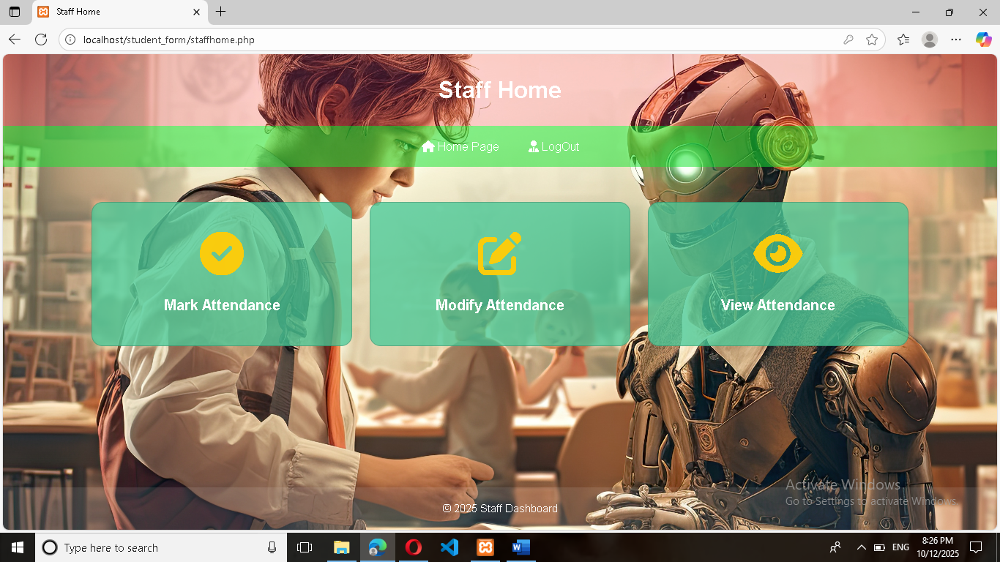 Staff Home
localhost/student_form/staffhome.php
Staff Home
Home Page LogOut
Mark Attendance Modify Attendance View Attendance
Activate Windows
Go to Settings to activate Windows.
© 2025 Staff Dashboard
Type here to search
ENG
8:26 PM
10/12/2025